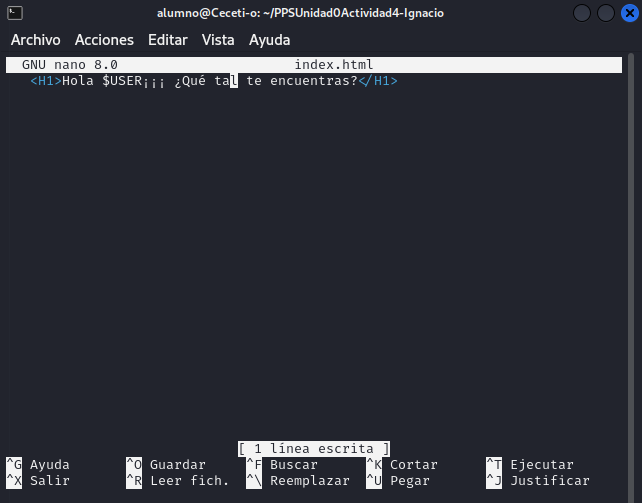 alumno@Ceceti-o: ~/PPSUnidad0Actividad4-Ignacio
Archivo Acciones Editar Vista Ayuda
GNU nano 8.0 index.html
<H1>Hola $USER¡¡¡ ¿Qué tal te encuentras?</H1>
[ 1 línea escrita ]
^G Ayuda ^O Guardar ^F Buscar ^K Cortar ^T Ejecutar
^X Salir ^R Leer fich. ^\ Reemplazar ^U Pegar ^J Justificar